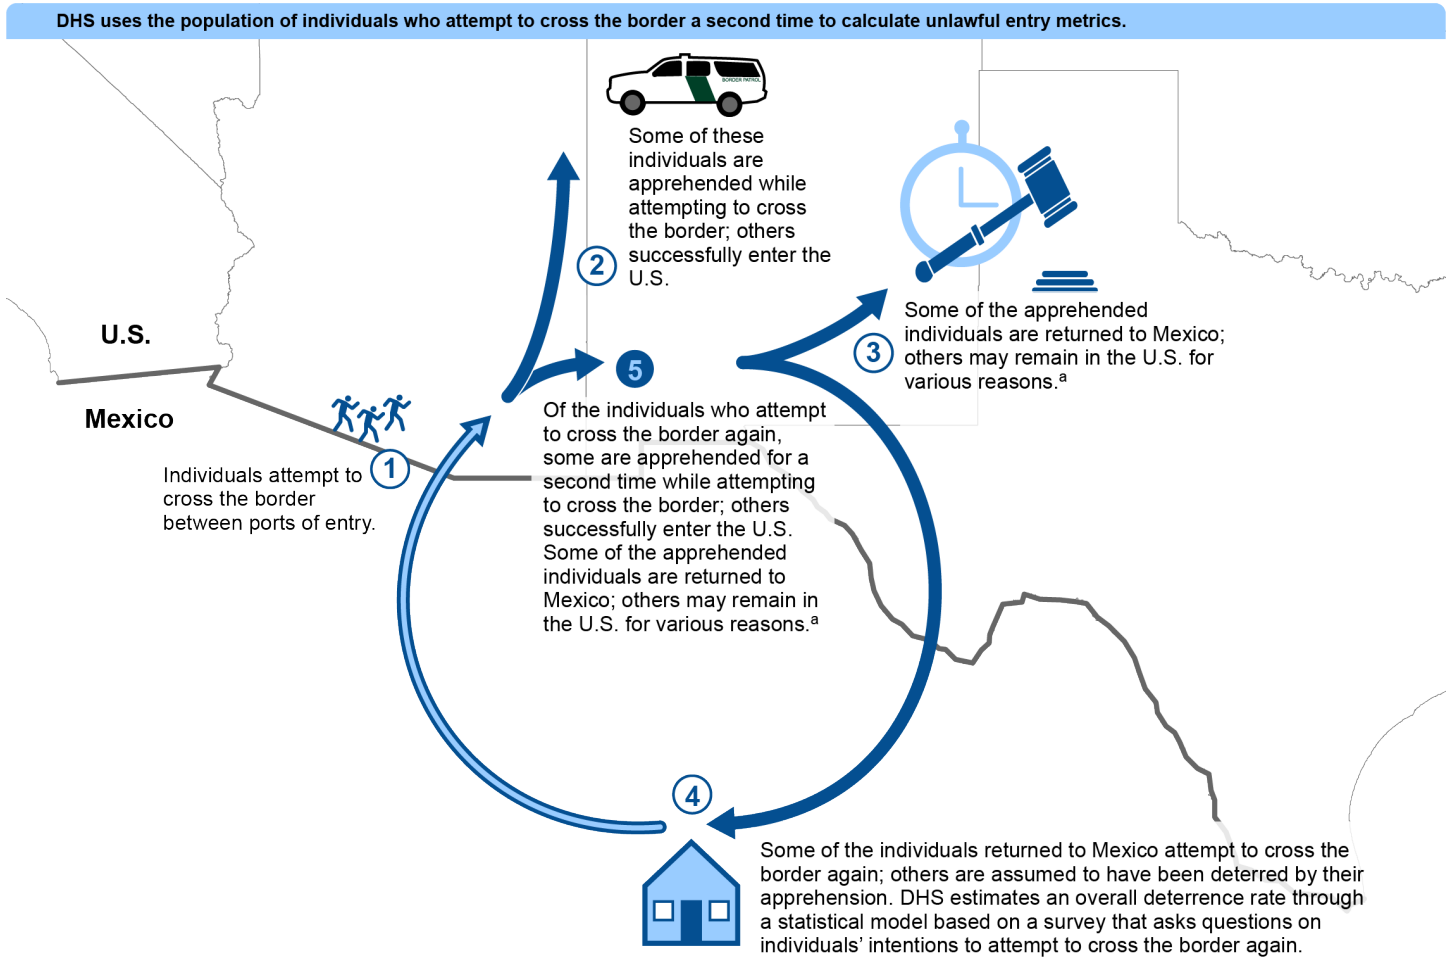 DHS uses the population of individuals who attempt to cross the border a second time to calculate unlawful entry metrics.
BORDER PATROL
Some of these
individuals are
apprehended while
attempting to cross
the border; others
successfully enter the
U.S.
2
U.S.
Mexico
1
Individuals attempt to
cross the border
between ports of entry.
3
Some of the apprehended
individuals are returned to Mexico;
others may remain in the U.S. for
various reasons.ª
5
Of the individuals who attempt
to cross the border again,
some are apprehended for a
second time while attempting
to cross the border; others
successfully enter the U.S.
Some of the apprehended
individuals are returned to
Mexico; others may remain in
the U.S. for various reasons.ª
4
Some of the individuals returned to Mexico attempt to cross the
border again; others are assumed to have been deterred by their
apprehension. DHS estimates an overall deterrence rate through
a statistical model based on a survey that asks questions on
individuals’ intentions to attempt to cross the border again.